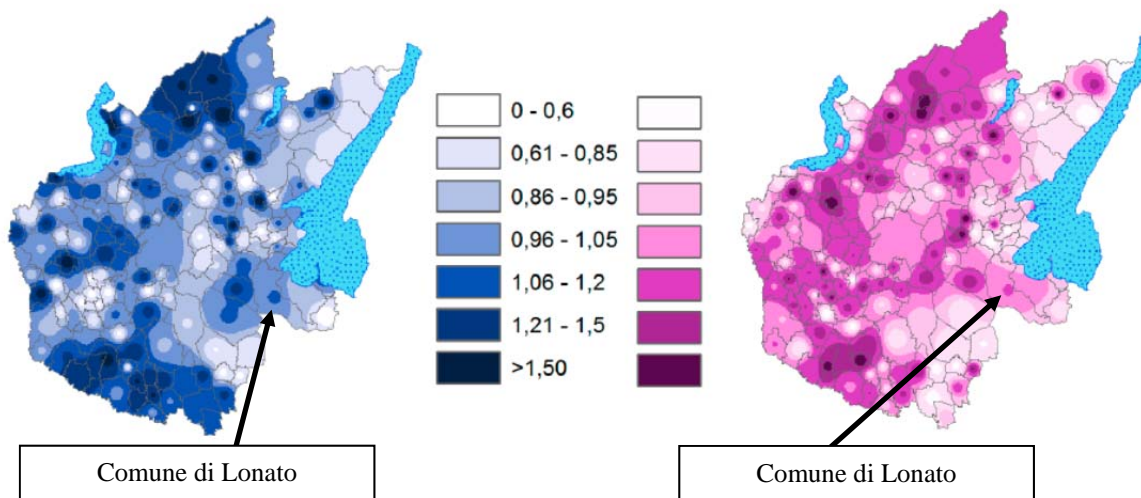 0 - 0,6
0,61 - 0,85
0,86 - 0,95
0,96 - 1,05
1,06 - 1,2
1,21 - 1,5
>1,50
Comune di Lonato
Comune di Lonato